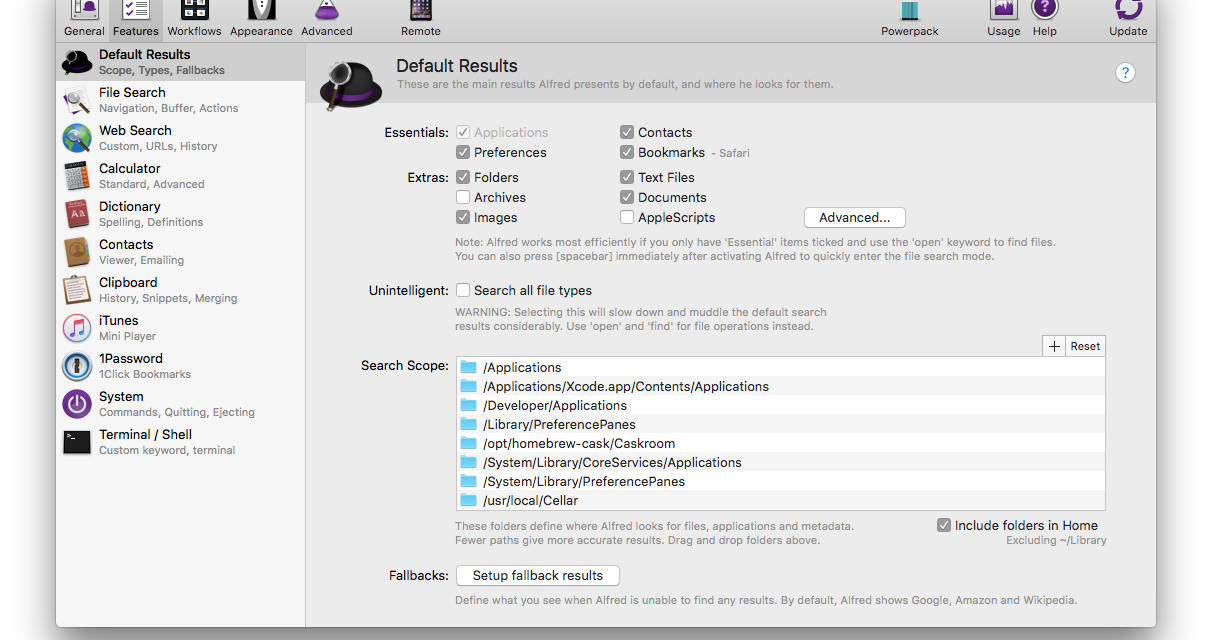 General Features Workflows Appearance Advanced Remote Powerpack Usage Help Update
Default Results
Scope, Types, Fallbacks
File Search
Navigation, Buffer, Actions
Web Search
Custom, URLs, History
Calculator
Standard, Advanced
Dictionary
Spelling, Definitions
Contacts
Viewer, Emailing
Clipboard
History, Snippets, Merging
iTunes
Mini Player
1Password
1Click Bookmarks
System
Commands, Quitting, Ejecting
Terminal / Shell
Custom keyword, terminal
Default Results
These are the main results Alfred presents by default, and where he looks for them.
?
Essentials: Applications Contacts
Preferences Bookmarks - Safari
Extras: Folders Text Files
Archives Documents
Images AppleScripts Advanced...
Note: Alfred works most efficiently if you only have 'Essential' items ticked and use the 'open' keyword to find files.
You can also press [spacebar] immediately after activating Alfred to quickly enter the file search mode.
Unintelligent: Search all file types
WARNING: Selecting this will slow down and muddle the default search
results considerably. Use 'open' and 'find' for file operations instead.
+ Reset
Search Scope: /Applications
/Applications/Xcode.app/Contents/Applications
/Developer/Applications
/Library/PreferencePanes
/opt/homebrew-cask/Caskroom
/System/Library/CoreServices/Applications
/System/Library/PreferencePanes
/usr/local/Cellar
These folders define where Alfred looks for files, applications and metadata.
Fewer paths give more accurate results. Drag and drop folders above.
Include folders in Home
Excluding ~/Library
Fallbacks: Setup fallback results
Define what you see when Alfred is unable to find any results. By default, Alfred shows Google, Amazon and Wikipedia.